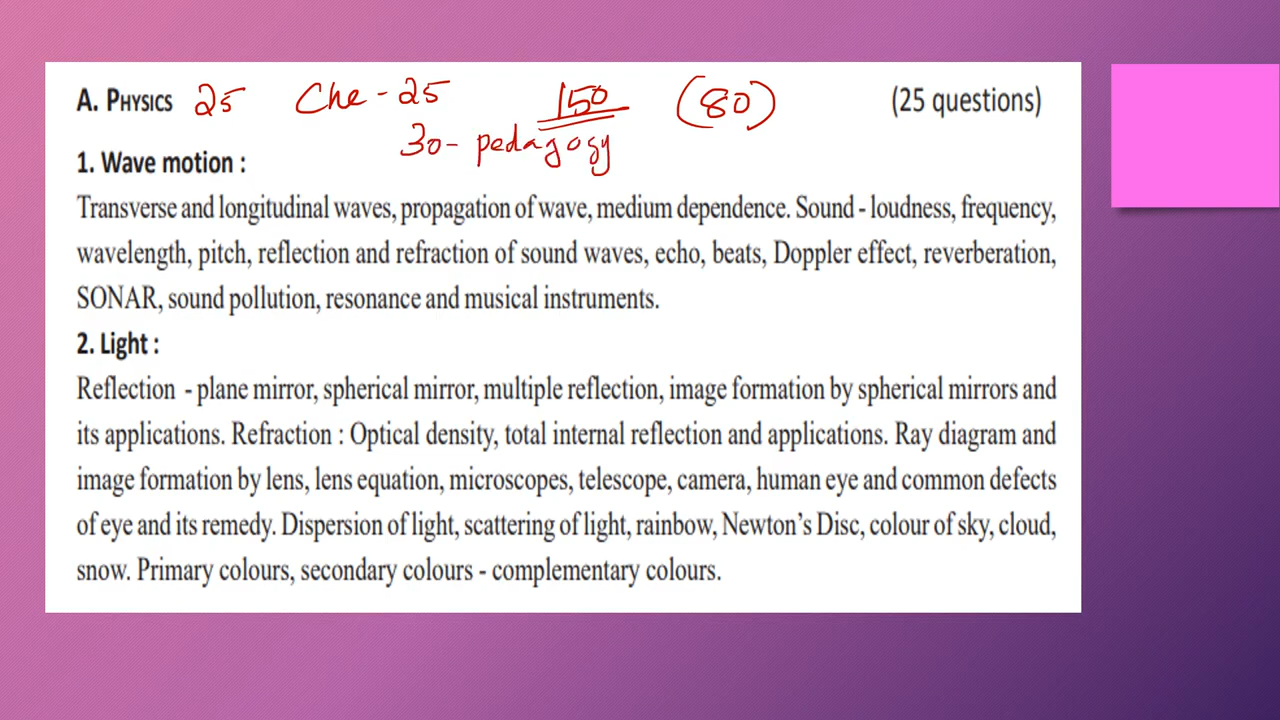 A. PHYSICS 25 Che - 25 150 (80) (25 questions)
30- pedagogy
1. Wave motion :
Transverse and longitudinal waves, propagation of wave, medium dependence. Sound - loudness, frequency,
wavelength, pitch, reflection and refraction of sound waves, echo, beats, Doppler effect, reverberation,
SONAR, sound pollution, resonance and musical instruments.
2. Light :
Reflection - plane mirror, spherical mirror, multiple reflection, image formation by spherical mirrors and
its applications. Refraction : Optical density, total internal reflection and applications. Ray diagram and
image formation by lens, lens equation, microscopes, telescope, camera, human eye and common defects
of eye and its remedy. Dispersion of light, scattering of light, rainbow, Newton's Disc, colour of sky, cloud,
snow. Primary colours, secondary colours - complementary colours.